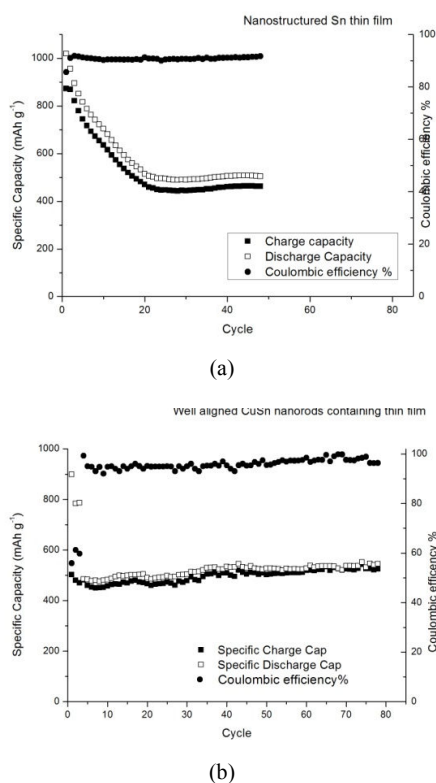 Nanostructured Sn thin film
1000
800
600
400
200
0
Specific Capacity (mAh g⁻¹)
100
80
60
40
20
0
Coulombic efficiency %
Charge capacity
Discharge Capacity
Coulombic efficiency %
0 20 40 60 80
Cycle
(a)
Well aligned CuSn nanorods containing thin film
1000
800
600
400
200
0
Specific Capacity (mAh g⁻¹)
100
80
60
40
20
0
Coulombic efficiency %
Specific Charge Cap
Specific Discharge Cap
Coulombic efficiency%
0 10 20 30 40 50 60 70 80
Cycle
(b)